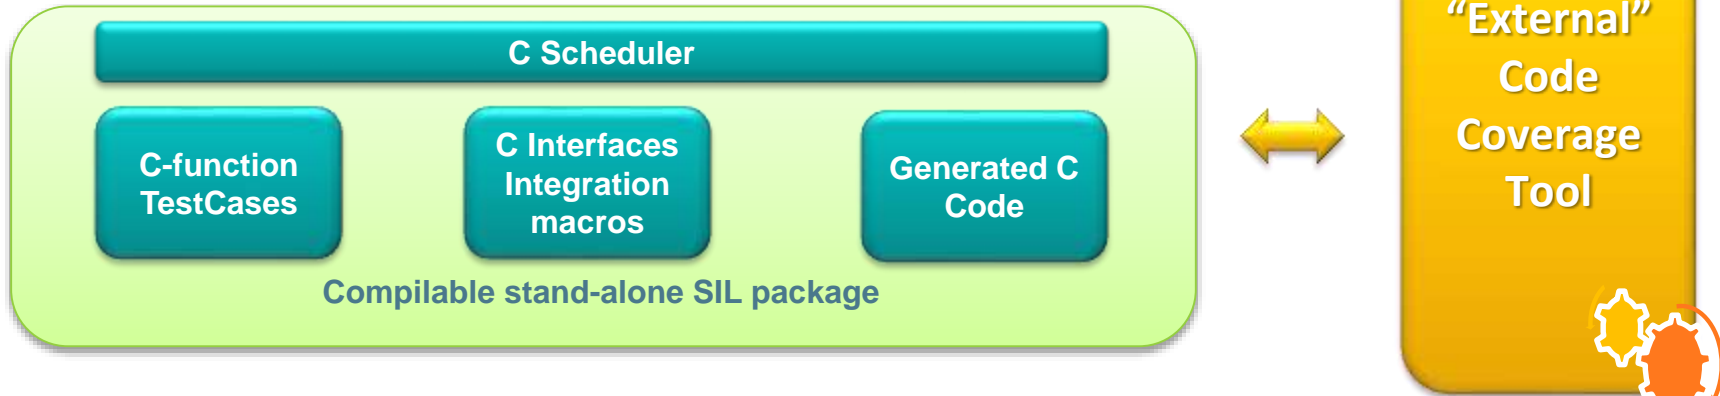 C Scheduler
C-function
TestCases
C Interfaces
Integration
macros
Generated C
Code
Compilable stand-alone SIL package
“External”
Code
Coverage
Tool